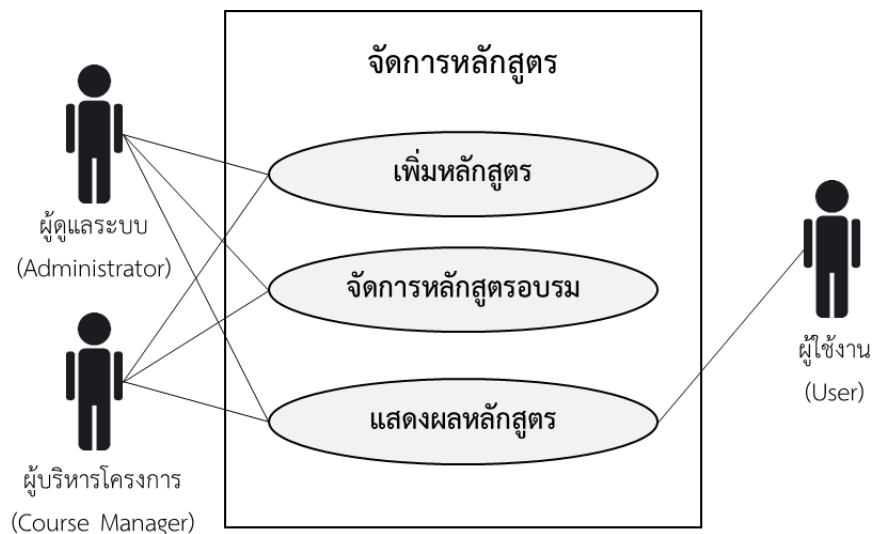 จัดการหลักสูตร
เพิ่มหลักสูตร
ผู้ดูแลระบบ
(Administrator)
จัดการหลักสูตรอบรม
ผู้ใช้งาน
(User)
แสดงผลหลักสูตร
ผู้บริหารโครงการ
(Course Manager)